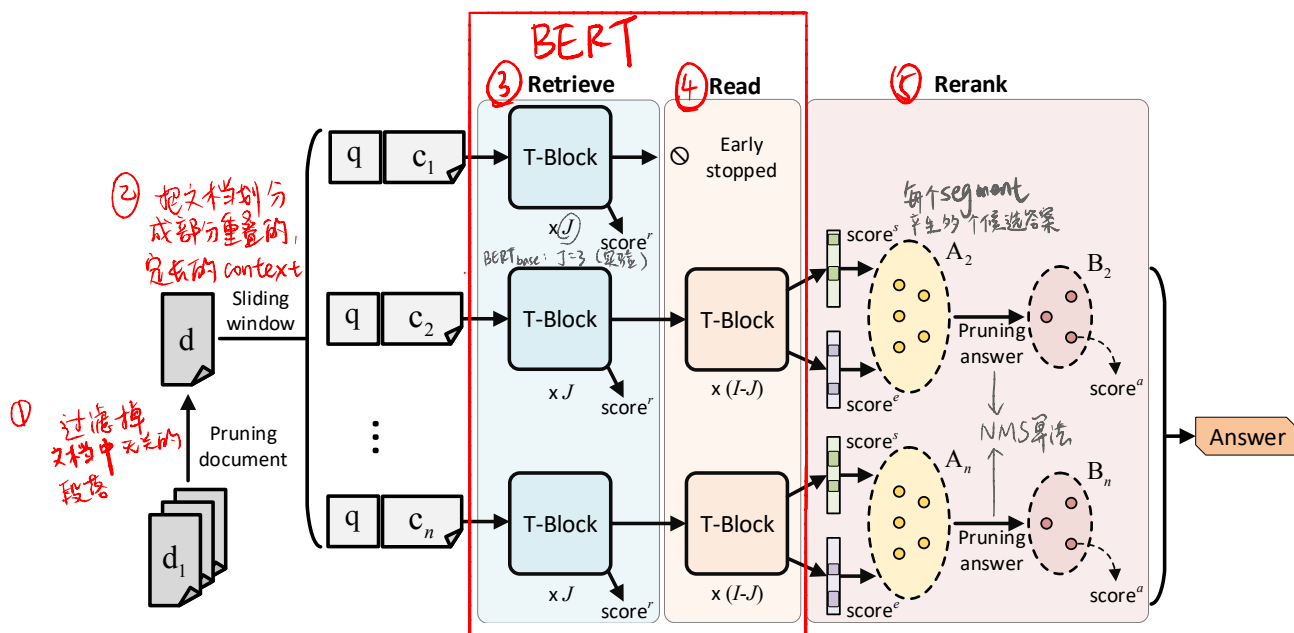 BERT
③ Retrieve
④ Read
⑤ Rerank
q
c1
T-Block
Early
stopped
x J
score^r
BERT base: J=3 (实验)
② 把文档划分
成部分重叠的,
定长的 context
每个segment
产生多个候选答案
d
Sliding
window
q
c2
T-Block
x J
score^r
T-Block
x (I-J)
score^s
score^e
A2
Pruning
answer
B2
score^a
① 过滤掉
文档中无关的
段落
Pruning
document
d1
⋮
NMS算法
Answer
q
cn
T-Block
x J
score^r
T-Block
x (I-J)
score^s
score^e
An
Pruning
answer
Bn
score^a